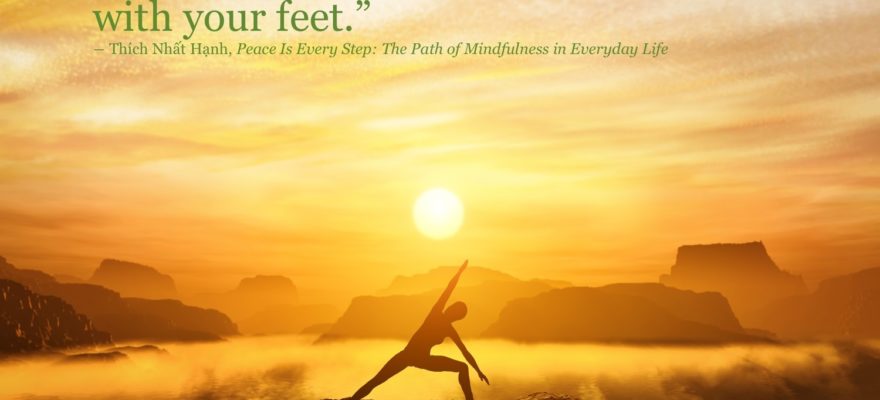 with your feet.”
— Thích Nhất Hạnh, Peace Is Every Step: The Path of Mindfulness in Everyday Life